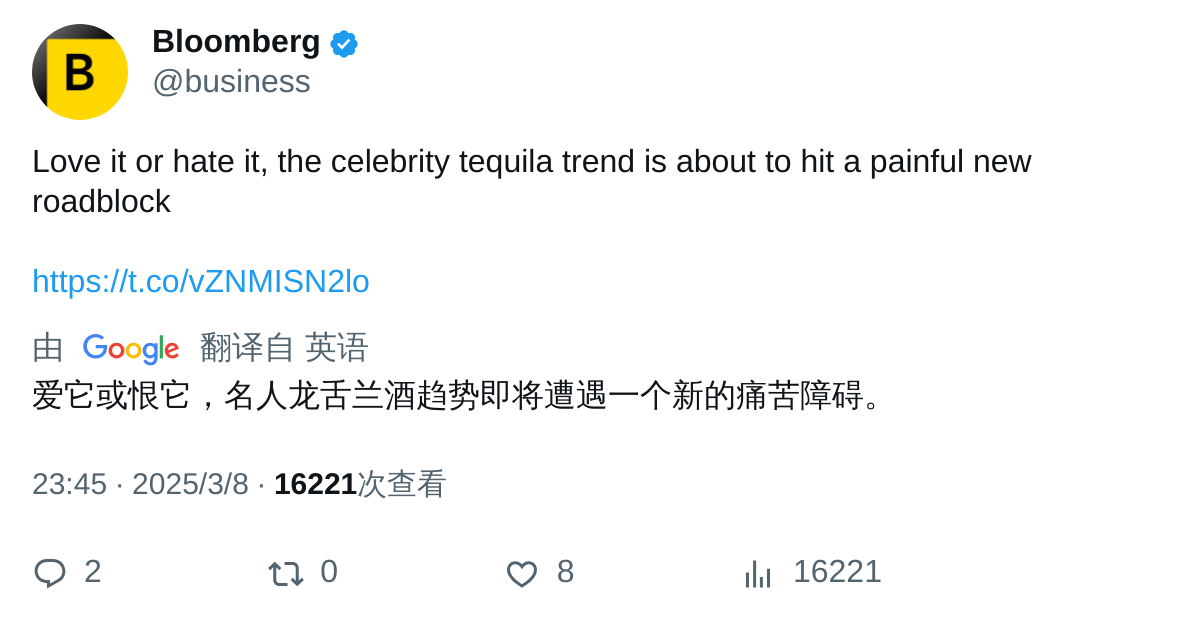 B
Bloomberg
@business
Love it or hate it, the celebrity tequila trend is about to hit a painful new
roadblock
https://t.co/vZNMISN2lo
由 Google 翻译自 英语
爱它或恨它，名人龙舌兰酒趋势即将遭遇一个新的痛苦障碍。
23:45 · 2025/3/8 · 16221次查看
2 0 8 16221